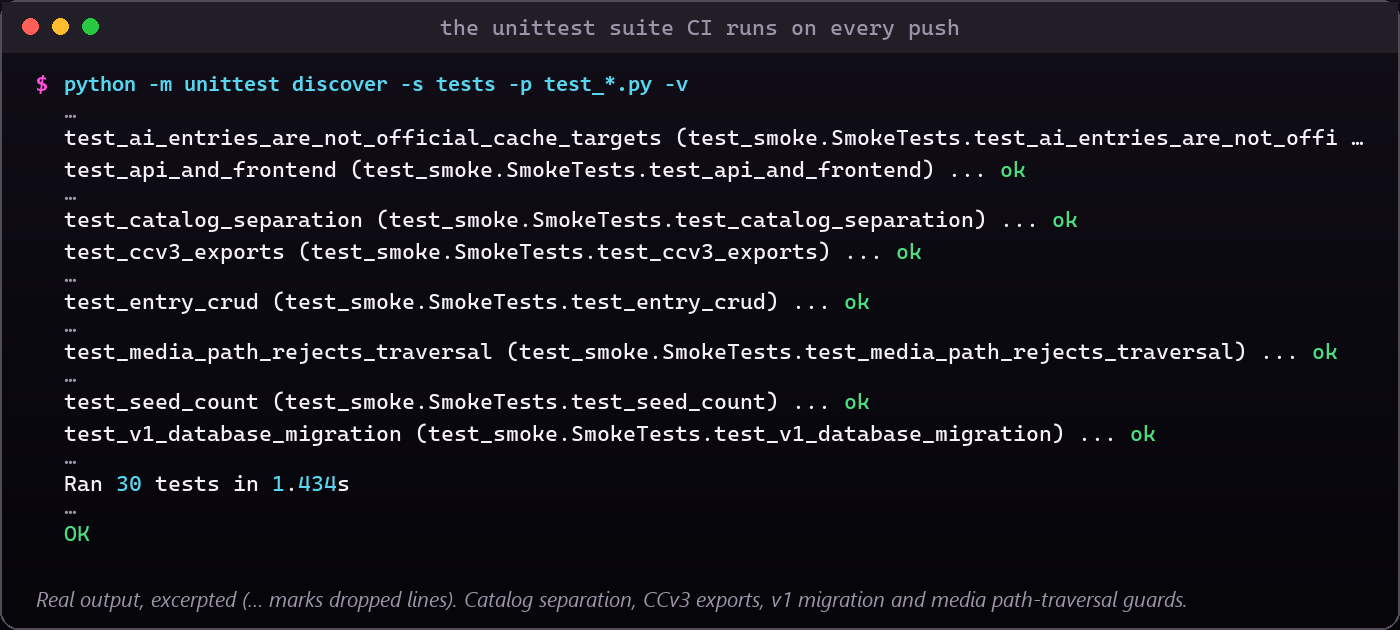 the unittest suite CI runs on every push
$ python -m unittest discover -s tests -p test_*.py -v
…
test_ai_entries_are_not_official_cache_targets (test_smoke.SmokeTests.test_ai_entries_are_not_offi …
test_api_and_frontend (test_smoke.SmokeTests.test_api_and_frontend) ... ok
…
test_catalog_separation (test_smoke.SmokeTests.test_catalog_separation) ... ok
test_ccv3_exports (test_smoke.SmokeTests.test_ccv3_exports) ... ok
…
test_entry_crud (test_smoke.SmokeTests.test_entry_crud) ... ok
…
test_media_path_rejects_traversal (test_smoke.SmokeTests.test_media_path_rejects_traversal) ... ok
…
test_seed_count (test_smoke.SmokeTests.test_seed_count) ... ok
test_v1_database_migration (test_smoke.SmokeTests.test_v1_database_migration) ... ok
…
Ran 30 tests in 1.434s
…
OK
Real output, excerpted (… marks dropped lines). Catalog separation, CCv3 exports, v1 migration and media path-traversal guards.